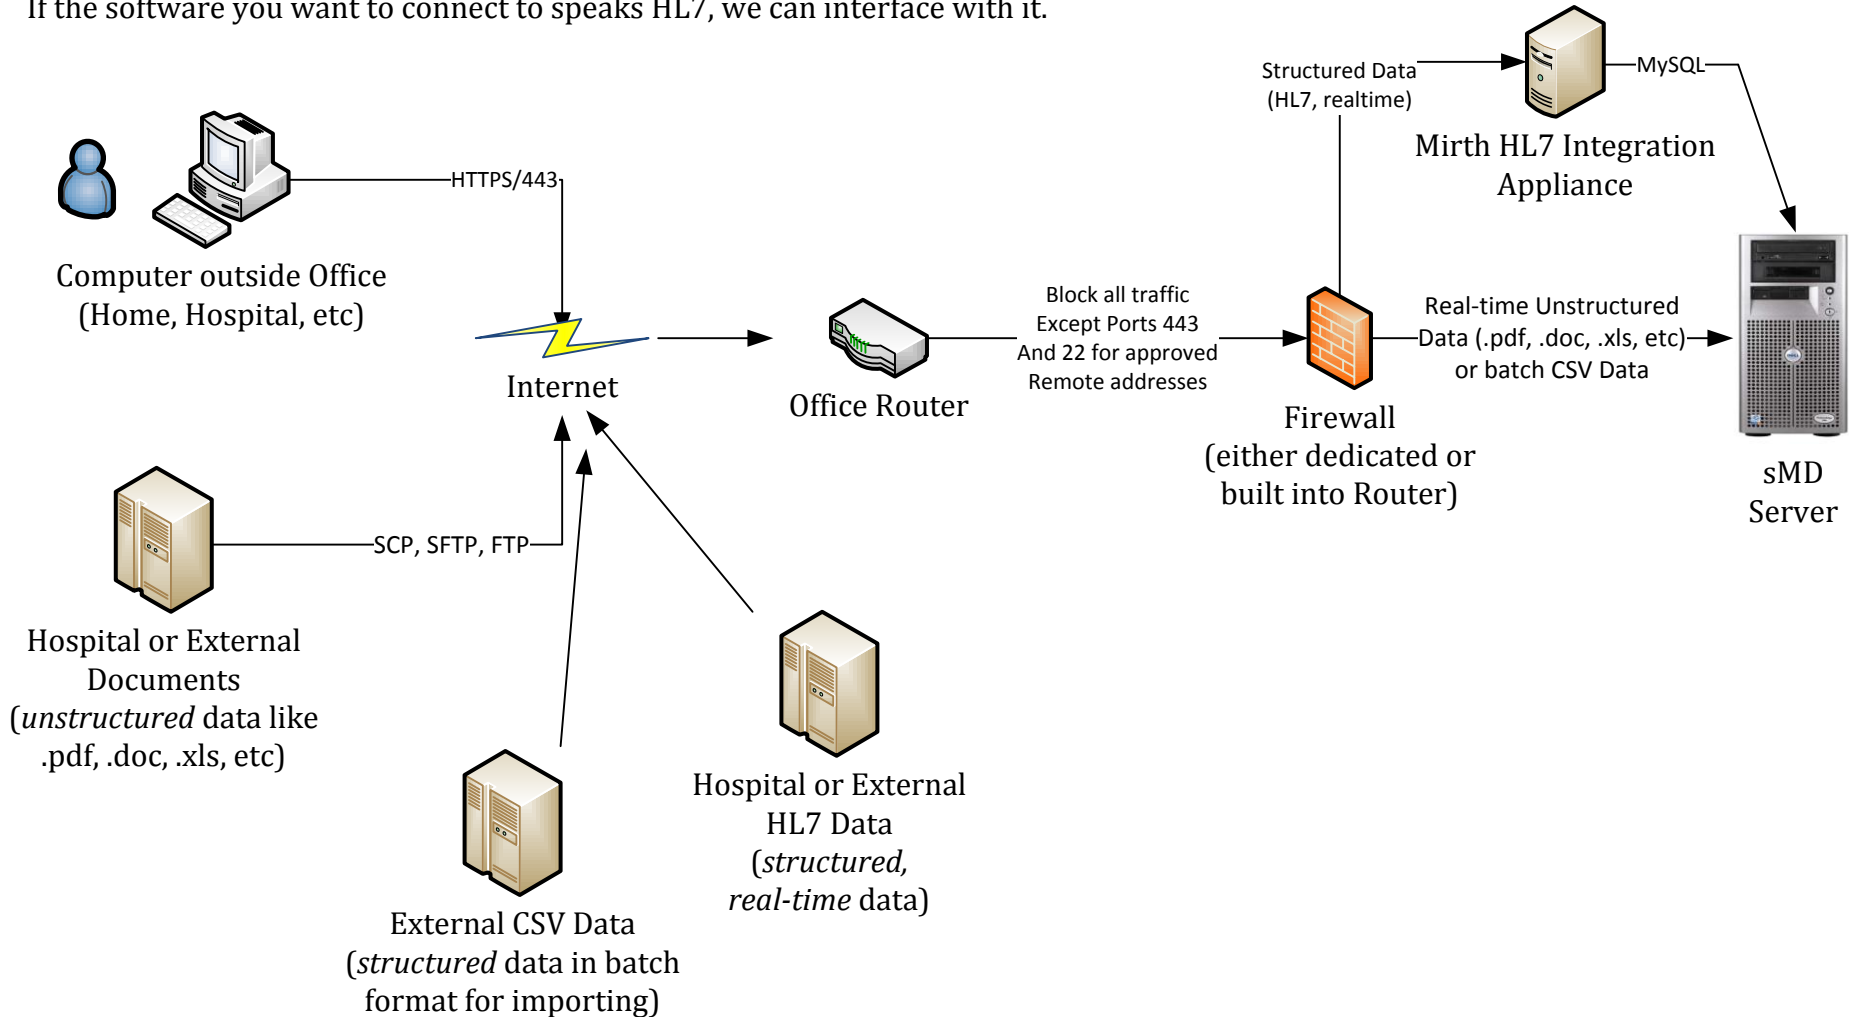 If the software you want to connect to speaks HL7, we can interface with it.
Structured Data
(HL7, realtime)
MySQL
Mirth HL7 Integration
Appliance
HTTPS/443
Computer outside Office
(Home, Hospital, etc)
Internet
Office Router
Block all traffic
Except Ports 443
And 22 for approved
Remote addresses
Firewall
(either dedicated or
built into Router)
Real-time Unstructured
Data (.pdf, .doc, .xls, etc)
or batch CSV Data
sMD
Server
SCP, SFTP, FTP
Hospital or External
Documents
(unstructured data like
.pdf, .doc, .xls, etc)
External CSV Data
(structured data in batch
format for importing)
Hospital or External
HL7 Data
(structured,
real-time data)